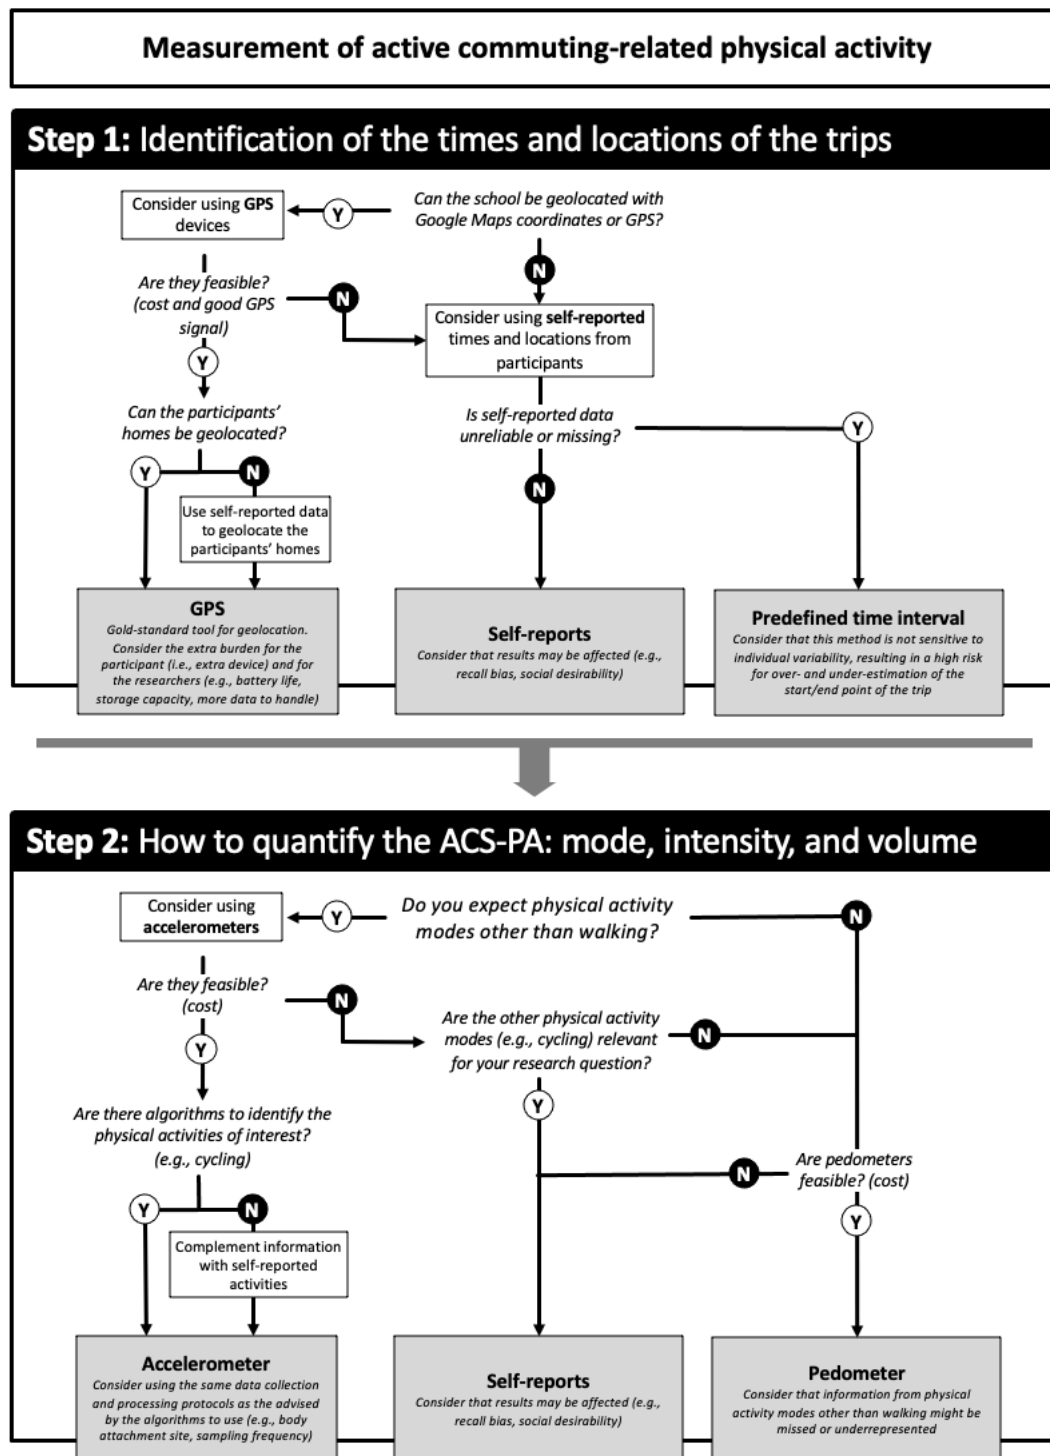 Measurement of active commuting-related physical activity
Step 1: Identification of the times and locations of the trips
Consider using GPS
devices
Y
Can the school be geolocated with
Google Maps coordinates or GPS?
N
Are they feasible?
(cost and good GPS
signal)
N
Consider using self-reported
times and locations from
participants
Y
Can the participants’
homes be geolocated?
Is self-reported data
unreliable or missing?
Y
Y
N
N
Use self-reported data
to geolocate the
participants’ homes
GPS
Gold-standard tool for geolocation.
Consider the extra burden for the
participant (i.e., extra device) and for
the researchers (e.g., battery life,
storage capacity, more data to handle)
Self-reports
Consider that results may be affected (e.g.,
recall bias, social desirability)
Predefined time interval
Consider that this method is not sensitive to
individual variability, resulting in a high risk
for over- and under-estimation of the
start/end point of the trip
Step 2: How to quantify the ACS-PA: mode, intensity, and volume
Consider using
accelerometers
Y
Do you expect physical activity
modes other than walking?
N
Are they feasible?
(cost)
N
Are the other physical activity
modes (e.g., cycling) relevant
for your research question?
N
Y
Y
Are there algorithms to identify the
physical activities of interest?
(e.g., cycling)
N
Are pedometers
feasible? (cost)
Y
N
Y
Complement information
with self-reported
activities
Accelerometer
Consider using the same data collection
and processing protocols as the advised
by the algorithms to use (e.g., body
attachment site, sampling frequency)
Self-reports
Consider that results may be affected (e.g.,
recall bias, social desirability)
Pedometer
Consider that information from physical
activity modes other than walking might be
missed or underrepresented